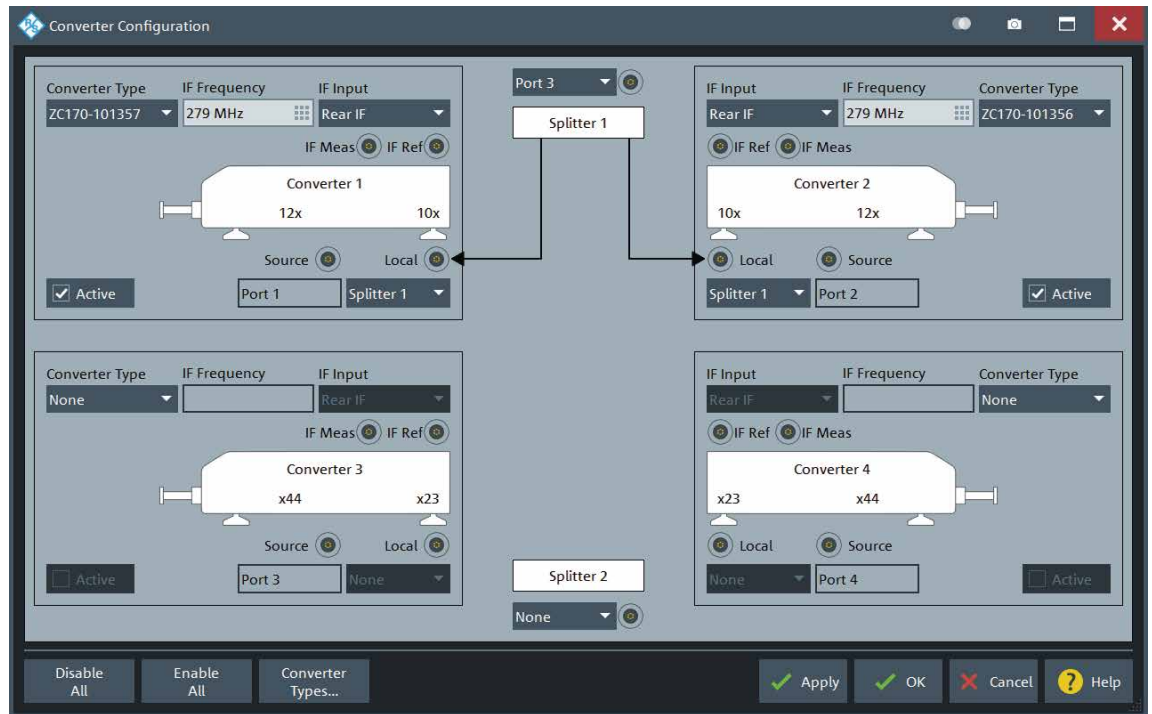 Converter Configuration
Port 3
Splitter 1
Converter Type IF Frequency IF Input
ZC170-101357 279 MHz Rear IF
IF Meas IF Ref
Converter 1
12x 10x
Source Local
Active Port 1 Splitter 1
IF Input IF Frequency Converter Type
Rear IF 279 MHz ZC170-101356
IF Ref IF Meas
Converter 2
10x 12x
Local Source
Splitter 1 Port 2 Active
Converter Type IF Frequency IF Input
None Rear IF
IF Meas IF Ref
Converter 3
x44 x23
Source Local
Active Port 3 None
IF Input IF Frequency Converter Type
Rear IF None
IF Ref IF Meas
Converter 4
x23 x44
Local Source
None Port 4 Active
Splitter 2
None
Disable
All
Enable
All
Converter
Types...
Apply
OK
Cancel
? Help